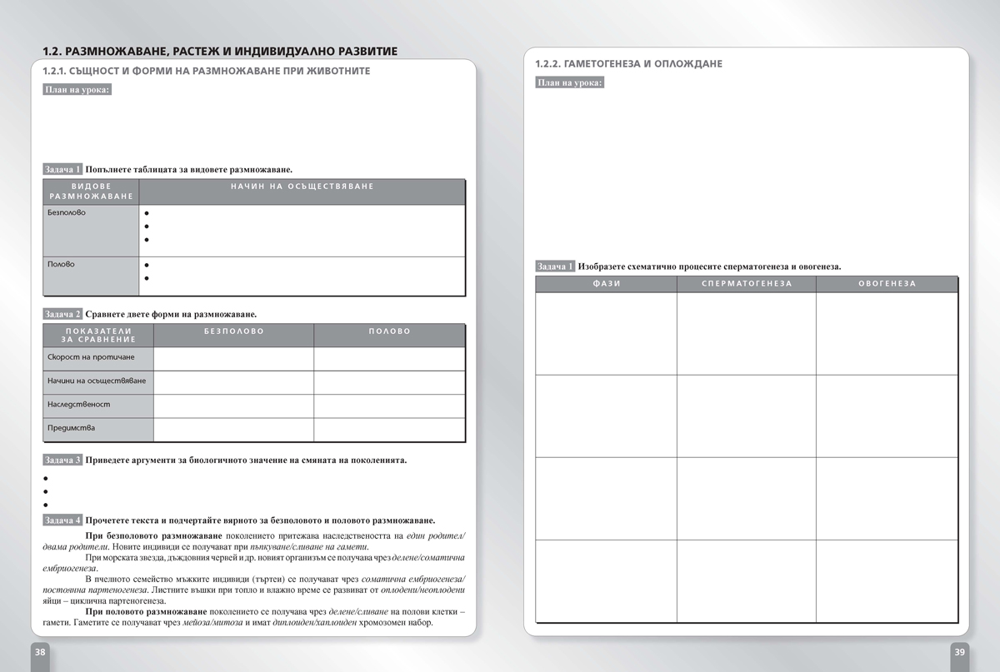 1.2. РАЗМНОЖАВАНЕ, РАСТЕЖ И ИНДИВИДУАЛНО РАЗВИТИЕ
1.2.1. СЪЩНОСТ И ФОРМИ НА РАЗМНОЖАВАНЕ ПРИ ЖИВОТНИТЕ
План на урока:
Задача 1 Попълнете таблицата за видовете размножаване.
ВИДОВЕ
РАЗМНОЖАВАНЕ
НАЧИН НА ОСЪЩЕСТВЯВАНЕ
Безполово
●
●
●
Полово
●
●
Задача 2 Сравнете двете форми на размножаване.
ПОКАЗАТЕЛИ
ЗА СРАВНЕНИЕ
БЕЗПОЛОВО
ПОЛОВО
Скорост на протичане
Начини на осъществяване
Наследственост
Предимства
Задача 3 Приведете аргументи за биологичното значение на смяната на поколенията.
●
●
●
Задача 4 Прочетете текста и подчертайте вярното за безполовото и половото размножаване.
При безполовото размножаване поколението притежава наследствеността на един родител/
двама родители. Новите индивиди се получават при пъпкуване/сливане на гамети.
При морската звезда, дъждовния червей и др. новият организъм се получава чрез делене/соматична
ембриогенеза.
В пчелното семейство мъжките индивиди (търтеи) се получават чрез соматична ембриогенеза/
постоянна партеногенеза. Листните въшки при топло и влажно време се развиват от оплодени/неоплодени
яйци – циклична партеногенеза.
При половото размножаване поколението се получава чрез делене/сливане на полови клетки –
гамети. Гаметите се получават чрез мейоза/митоза и имат диплоиден/хаплоиден хромозомен набор.
38
1.2.2. ГАМЕТОГЕНЕЗА И ОПЛОЖДАНЕ
План на урока:
Задача 1 Изобразете схематично процесите сперматогенеза и овогенеза.
ФАЗИ
СПЕРМАТОГЕНЕЗА
ОВОГЕНЕЗА
39